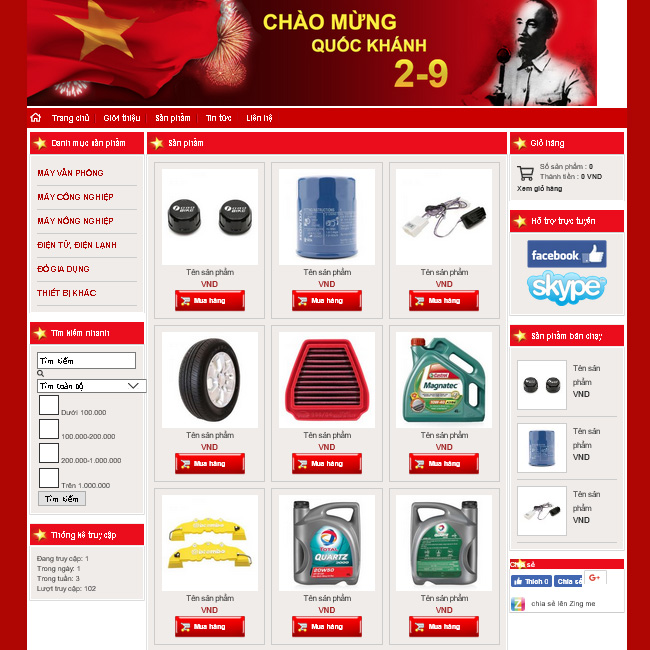 CHÀO MỪNG
QUỐC KHÁNH
2-9
Trang chủ
Giới thiệu
Sản phẩm
Tin tức
Liên hệ
Danh mục sản phẩm
MÁY VĂN PHÒNG
MÁY CÔNG NGHIỆP
MÁY NÔNG NGHIỆP
ĐIỆN TỬ, ĐIỆN LẠNH
ĐỒ GIA DỤNG
THIẾT BỊ KHÁC
Tìm kiếm nhanh
Tìm kiếm
Tìm toàn bộ
Dưới 100.000
100.000-200.000
200.000-1.000.000
Trên 1.000.000
Tìm kiếm
Thống kê truy cập
Đang truy cập: 1
Trong ngày: 1
Trong tuần: 3
Lượt truy cập: 102
Sản phẩm
Tên sản phẩm
VND
Mua hàng
HONDA
Tên sản phẩm
VND
Mua hàng
Tên sản phẩm
VND
Mua hàng
Tên sản phẩm
VND
Mua hàng
Tên sản phẩm
VND
Mua hàng
Castrol
Magnatec
Tên sản phẩm
VND
Mua hàng
Tên sản phẩm
VND
Mua hàng
TOTAL
QUARTZ
20W50
Tên sản phẩm
VND
Mua hàng
TOTAL
Tên sản phẩm
VND
Mua hàng
Giỏ hàng
Số sản phẩm : 0
Thành tiền : 0 VND
Xem giỏ hàng
Hỗ trợ trực tuyến
facebook
skype
Sản phẩm bán chạy
Tên sản
phẩm
VND
Tên sản
phẩm
VND
Tên sản
phẩm
VND
Chia sẻ
Thích 0
Chia sẻ
G+
chia sẻ lên Zing me